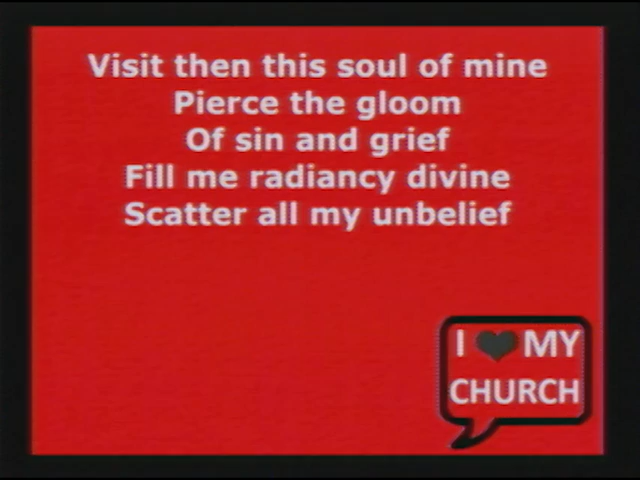 Visit then this soul of mine
Pierce the gloom
Of sin and grief
Fill me radiancy divine
Scatter all my unbelief
I MY
CHURCH